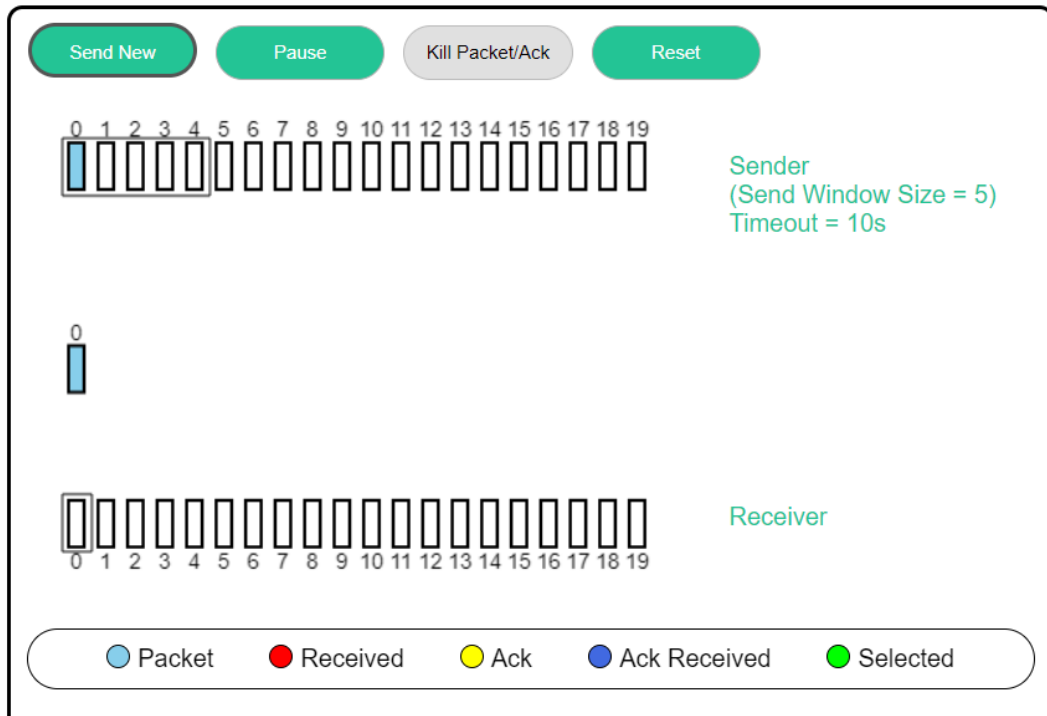 Send New Pause Kill Packet/Ack Reset
0 1 2 3 4 5 6 7 8 9 10 11 12 13 14 15 16 17 18 19
Sender
(Send Window Size = 5)
Timeout = 10s
0
Receiver
0 1 2 3 4 5 6 7 8 9 10 11 12 13 14 15 16 17 18 19
Packet Received Ack Ack Received Selected